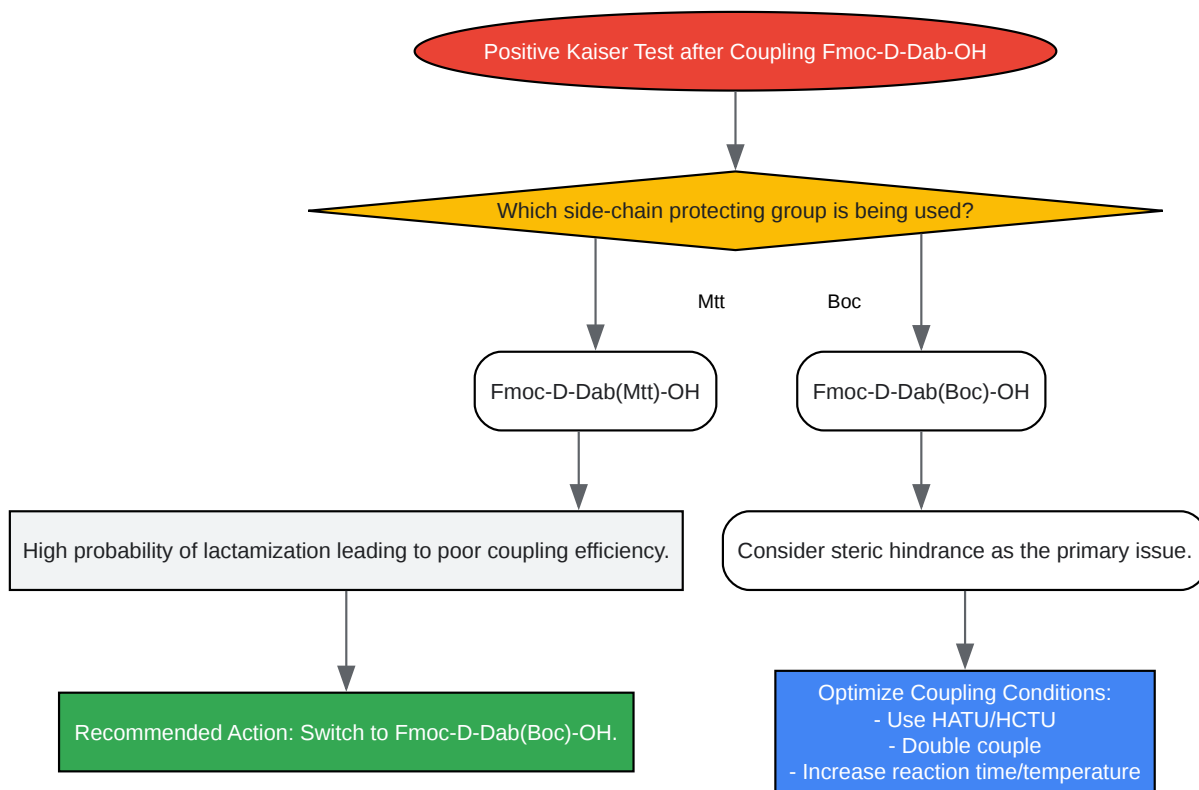 Positive Kaiser Test after Coupling Fmoc-D-Dab-OH
Which side-chain protecting group is being used?
Mtt
Boc
Fmoc-D-Dab(Mtt)-OH
Fmoc-D-Dab(Boc)-OH
High probability of lactamization leading to poor coupling efficiency.
Consider steric hindrance as the primary issue.
Recommended Action: Switch to Fmoc-D-Dab(Boc)-OH.
Optimize Coupling Conditions:
- Use HATU/HCTU
- Double couple
- Increase reaction time/temperature